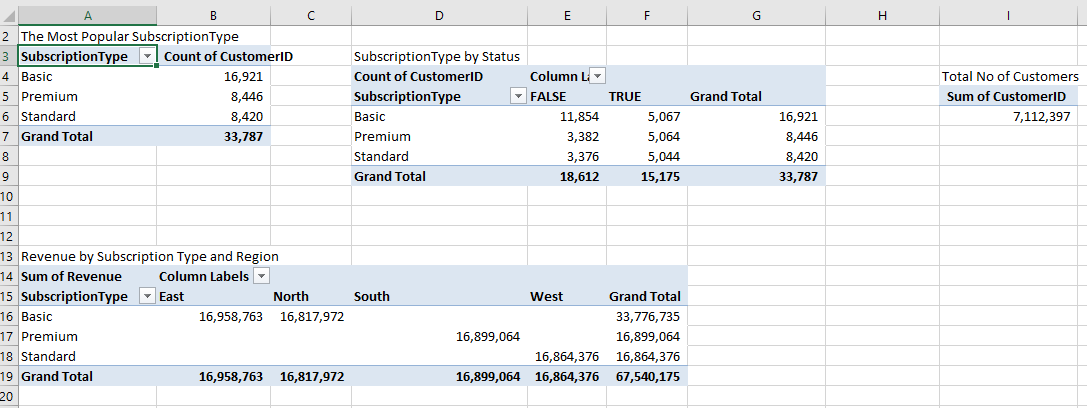 A B C D E F G H I
2 The Most Popular SubscriptionType
3 SubscriptionType Count of CustomerID SubscriptionType by Status
4 Basic 16,921 Count of CustomerID Column La Total No of Customers
5 Premium 8,446 SubscriptionType FALSE TRUE Grand Total Sum of CustomerID
6 Standard 8,420 Basic 11,854 5,067 16,921 7,112,397
7 Grand Total 33,787 Premium 3,382 5,064 8,446
8 Standard 3,376 5,044 8,420
9 Grand Total 18,612 15,175 33,787
10
11
12
13 Revenue by Subscription Type and Region
14 Sum of Revenue Column Labels
15 SubscriptionType East North South West Grand Total
16 Basic 16,958,763 16,817,972 33,776,735
17 Premium 16,899,064 16,899,064
18 Standard 16,864,376 16,864,376
19 Grand Total 16,958,763 16,817,972 16,899,064 16,864,376 67,540,175
20